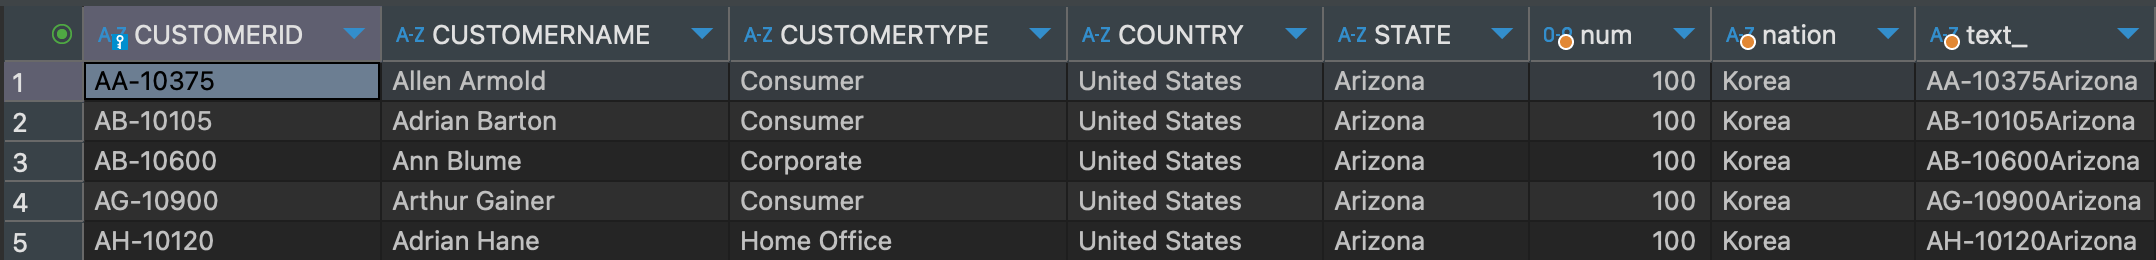 A-Z CUSTOMERID A-Z CUSTOMERNAME A-Z CUSTOMERTYPE A-Z COUNTRY A-Z STATE num A-Z nation A-Z text_
1 AA-10375 Allen Armold Consumer United States Arizona 100 Korea AA-10375Arizona
2 AB-10105 Adrian Barton Consumer United States Arizona 100 Korea AB-10105Arizona
3 AB-10600 Ann Blume Corporate United States Arizona 100 Korea AB-10600Arizona
4 AG-10900 Arthur Gainer Consumer United States Arizona 100 Korea AG-10900Arizona
5 AH-10120 Adrian Hane Home Office United States Arizona 100 Korea AH-10120Arizona